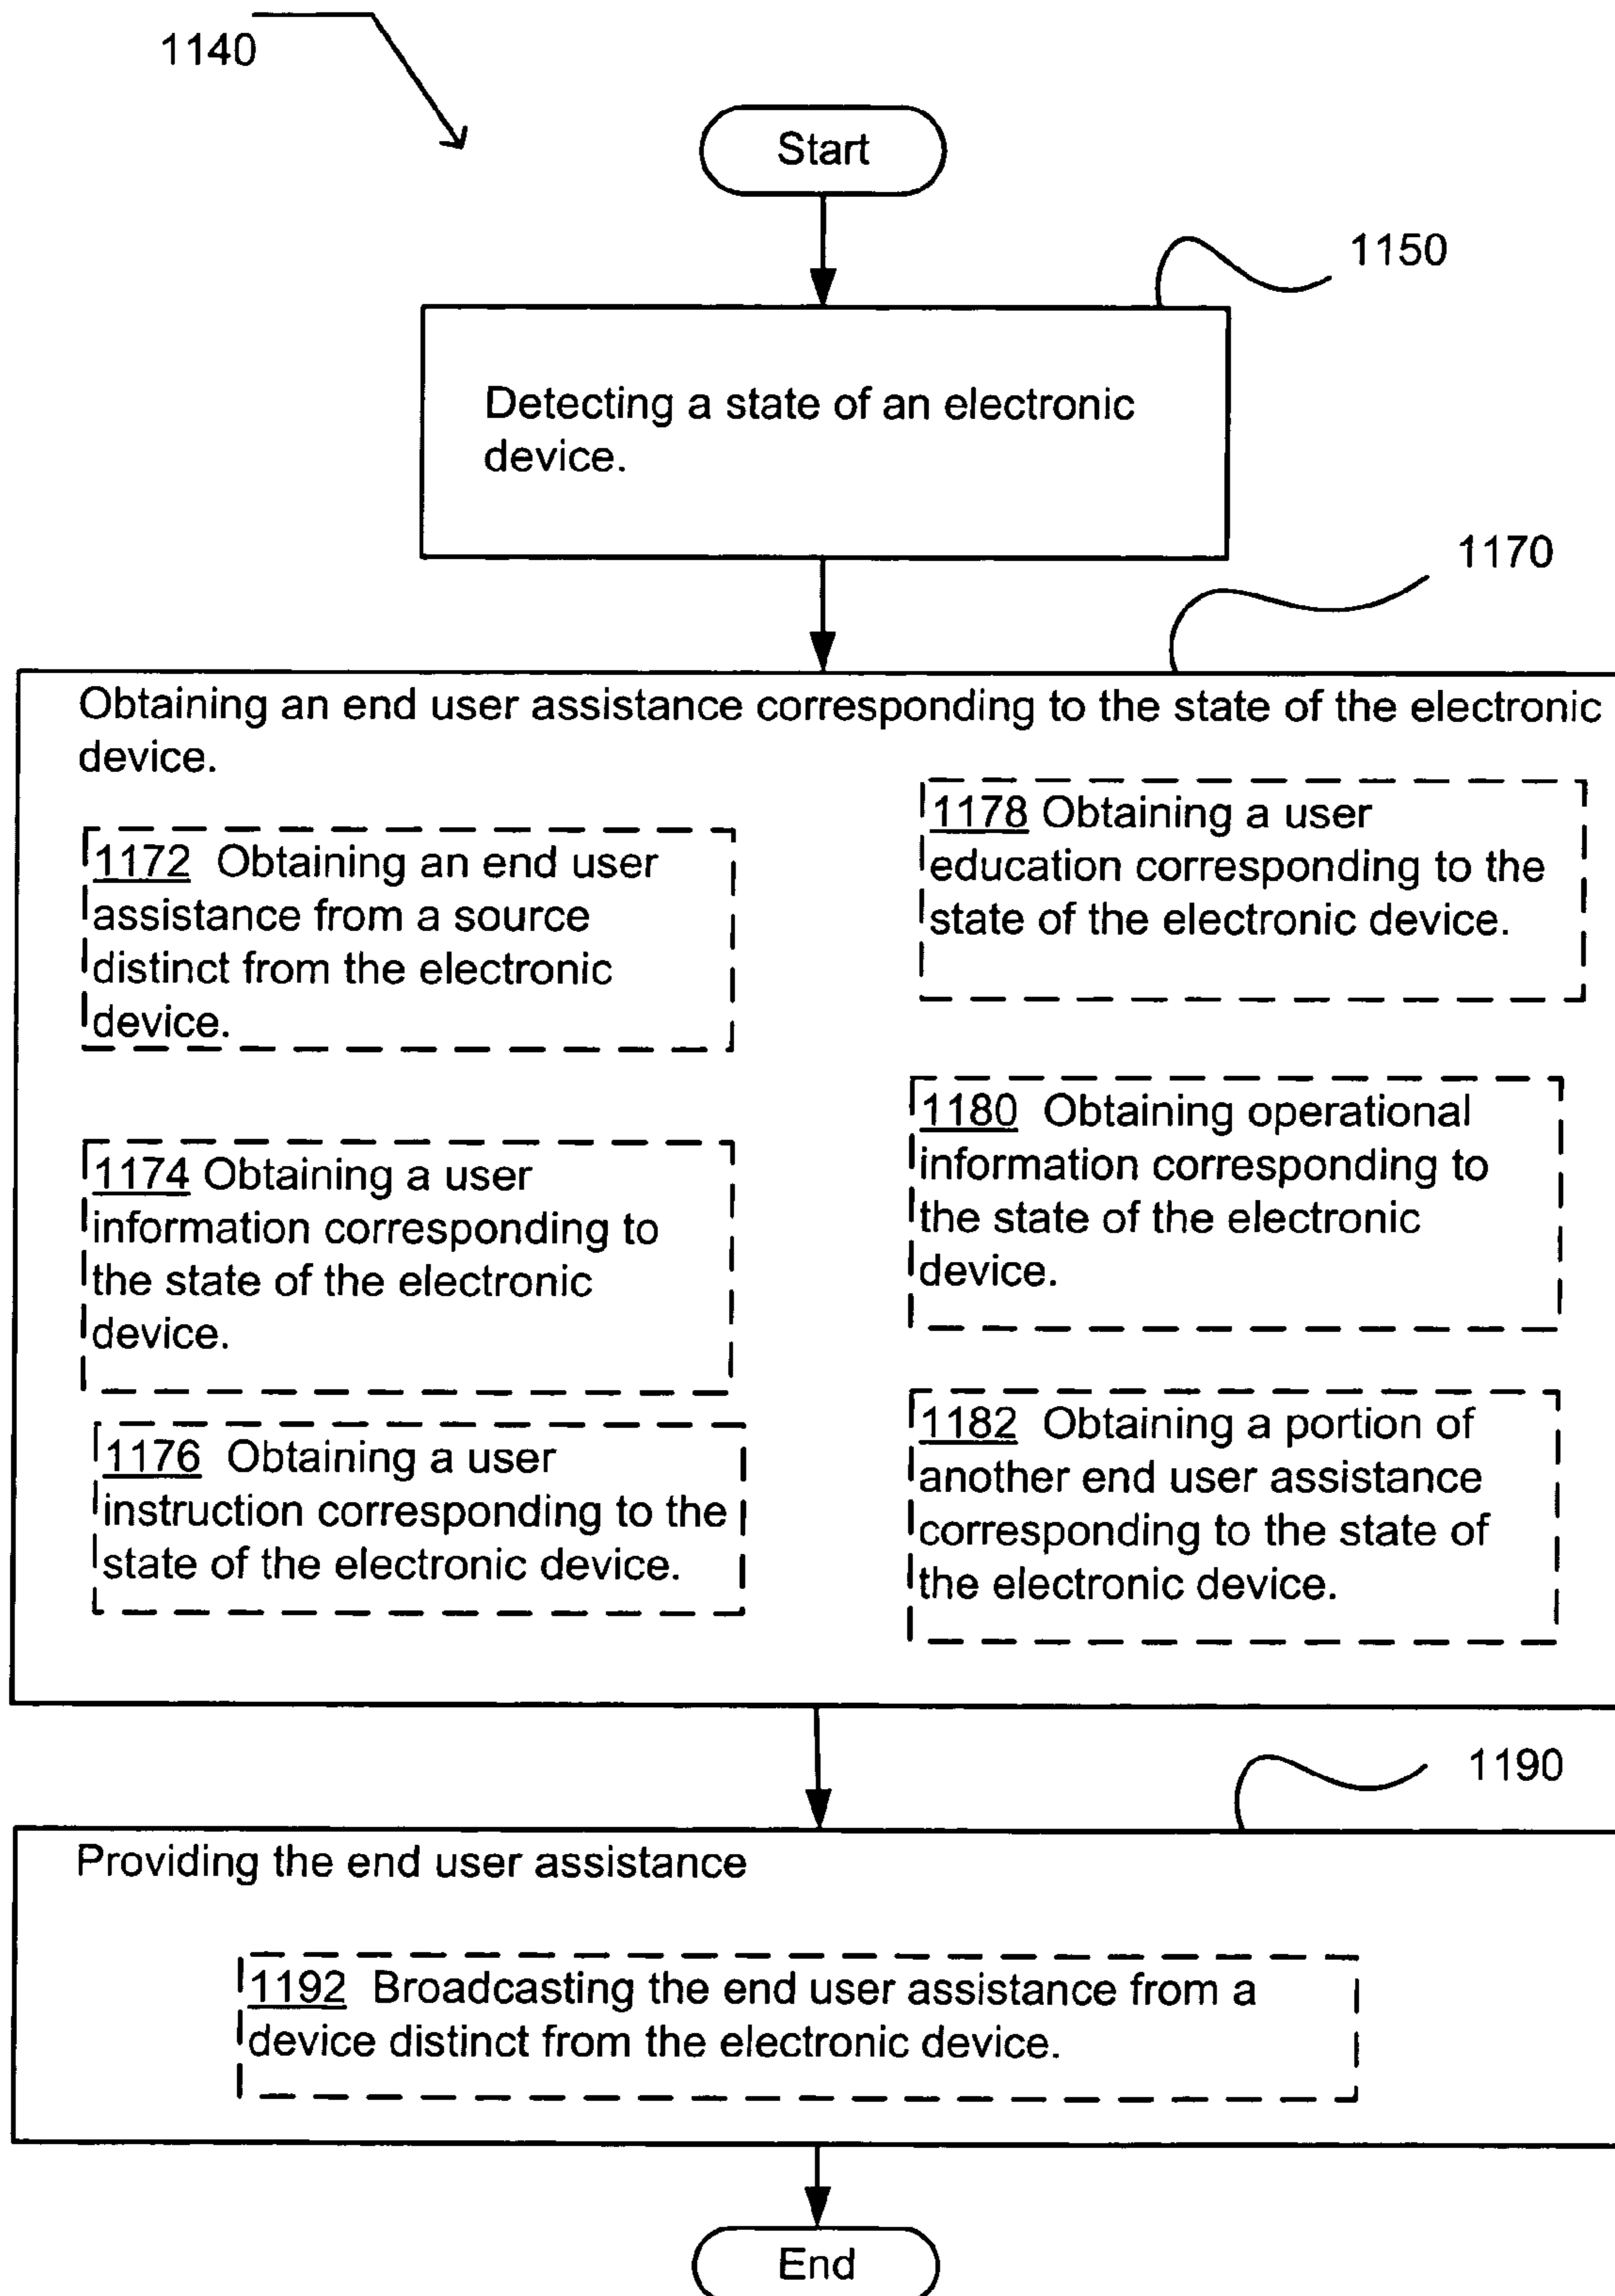 1140
Start
1150
Detecting a state of an electronic
device.
1170
Obtaining an end user assistance corresponding to the state of the electronic
device.
1172 Obtaining an end user
assistance from a source
distinct from the electronic
device.
1174 Obtaining a user
information corresponding to
the state of the electronic
device.
1176 Obtaining a user
instruction corresponding to the
state of the electronic device.
1178 Obtaining a user
education corresponding to the
state of the electronic device.
1180 Obtaining operational
information corresponding to
the state of the electronic
device.
1182 Obtaining a portion of
another end user assistance
corresponding to the state of
the electronic device.
1190
Providing the end user assistance
1192 Broadcasting the end user assistance from a
device distinct from the electronic device.
End